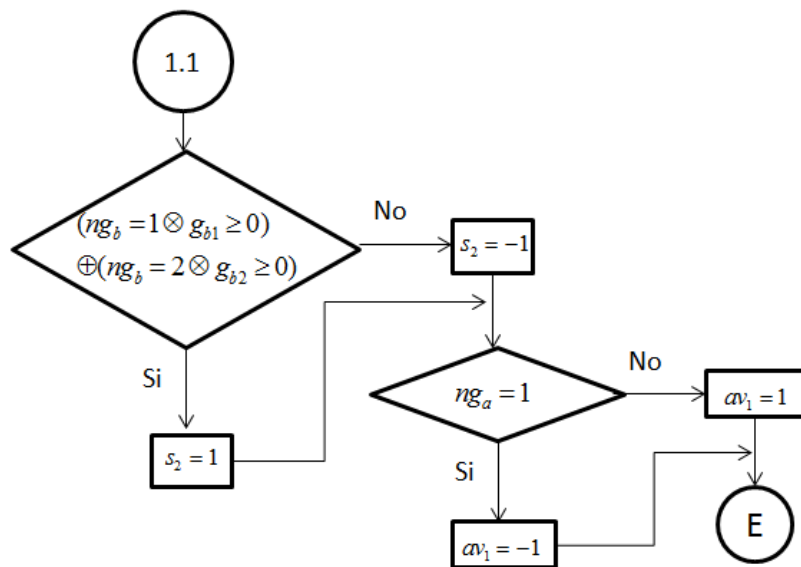 1.1
(ng_b = 1 ⊗ g_b1 ≥ 0)
⊕(ng_b = 2 ⊗ g_b2 ≥ 0)
No
s_2 = −1
Si
s_2 = 1
ng_a = 1
No
av_1 = 1
Si
av_1 = −1
E